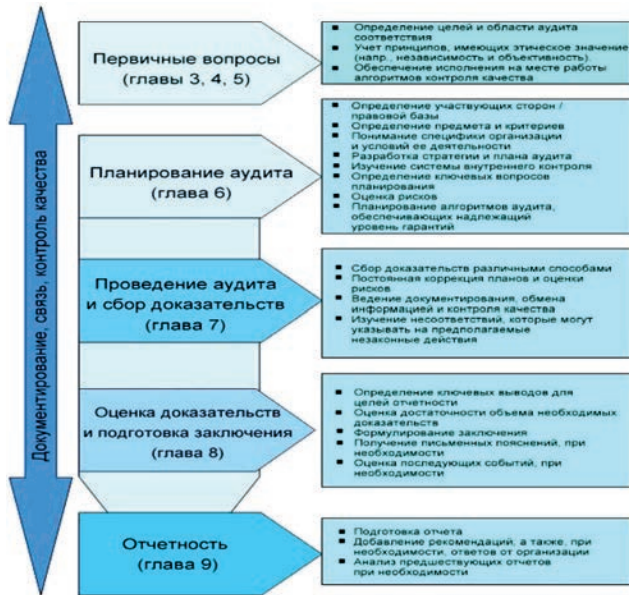 Документирование, связь, контроль качества
Первичные вопросы
(главы 3, 4, 5)
▪ Определение целей и области аудита
соответствия
▪ Учет принципов, имеющих этическое значение
(напр., независимость и объективность).
▪ Обеспечение исполнения на месте работы
алгоритмов контроля качества
Планирование аудита
(глава 6)
▪ Определение участвующих сторон /
правовой базы
▪ Определение предмета и критериев
▪ Понимание специфики организации
и условий ее деятельности
▪ Разработка стратегии и плана аудита
▪ Изучение системы внутреннего контроля
▪ Определение ключевых вопросов
планирования
▪ Оценка рисков
▪ Планирование алгоритмов аудита,
обеспечивающих надлежащий
уровень гарантий
Проведение аудита
и сбор доказательств
(глава 7)
▪ Сбор доказательств различными способами
▪ Постоянная коррекция планов и оценки
рисков
▪ Ведение документирования, обмена
информацией и контроля качества
▪ Изучение несоответствий, которые могут
указывать на предполагаемые
незаконные действия
Оценка доказательств
и подготовка заключения
(глава 8)
▪ Определение ключевых выводов для
целей отчетности
▪ Оценка достаточности объема необходимых
доказательств
▪ Формулирование заключения
▪ Получение письменных пояснений, при
необходимости
▪ Оценка последующих событий, при
необходимости
Отчетность
(глава 9)
▪ Подготовка отчета
▪ Добавление рекомендаций, а также, при
необходимости, ответов от организации
▪ Анализ предшествующих отчетов
при необходимости